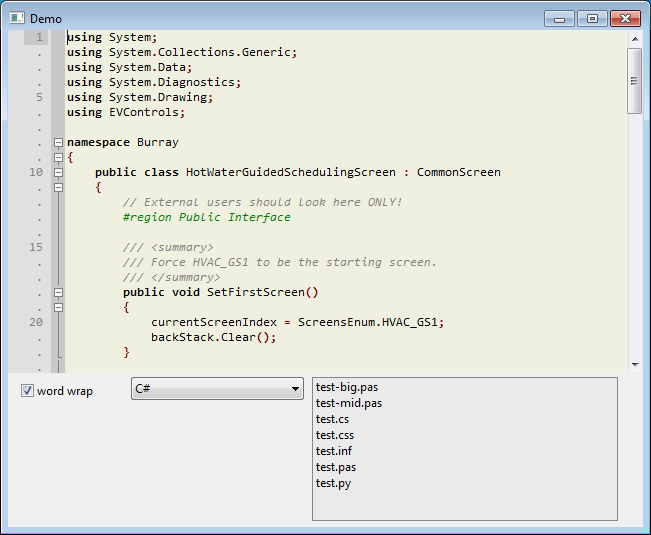 Demo
1 using System;
. using System.Collections.Generic;
. using System.Data;
. using System.Diagnostics;
5 using System.Drawing;
. using EVControls;
.
. namespace Burray
. {
10 public class HotWaterGuidedSchedulingScreen : CommonScreen
. {
. // External users should look here ONLY!
. #region Public Interface
.
15 /// <summary>
. /// Force HVAC_GS1 to be the starting screen.
. /// </summary>
. public void SetFirstScreen()
. {
20 currentScreenIndex = ScreensEnum.HVAC_GS1;
. backStack.Clear();
. }
.
word wrap
C#
test-big.pas
test-mid.pas
test.cs
test.css
test.inf
test.pas
test.py